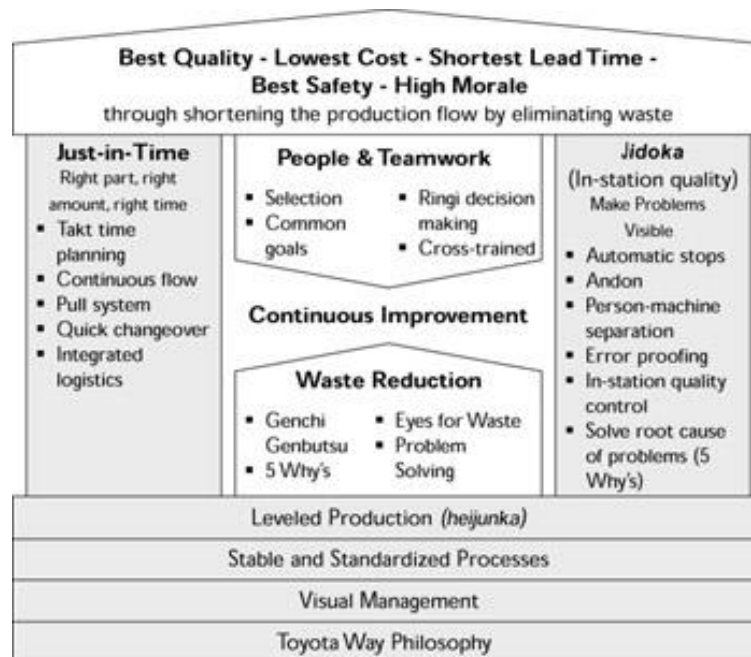 Best Quality - Lowest Cost - Shortest Lead Time -
Best Safety - High Morale
through shortening the production flow by eliminating waste
Just-in-Time
Right part, right
amount, right time
▪ Takt time
planning
▪ Continuous flow
▪ Pull system
▪ Quick changeover
▪ Integrated
logistics
People & Teamwork
▪ Selection
▪ Common
goals
▪ Ringi decision
making
▪ Cross-trained
Continuous Improvement
Waste Reduction
▪ Genchi
Genbutsu
▪ 5 Why's
▪ Eyes for Waste
▪ Problem
Solving
Jidoka
(In-station quality)
Make Problems
Visible
▪ Automatic stops
▪ Andon
▪ Person-machine
separation
▪ Error proofing
▪ In-station quality
control
▪ Solve root cause
of problems (5
Why's)
Leveled Production (heijunka)
Stable and Standardized Processes
Visual Management
Toyota Way Philosophy